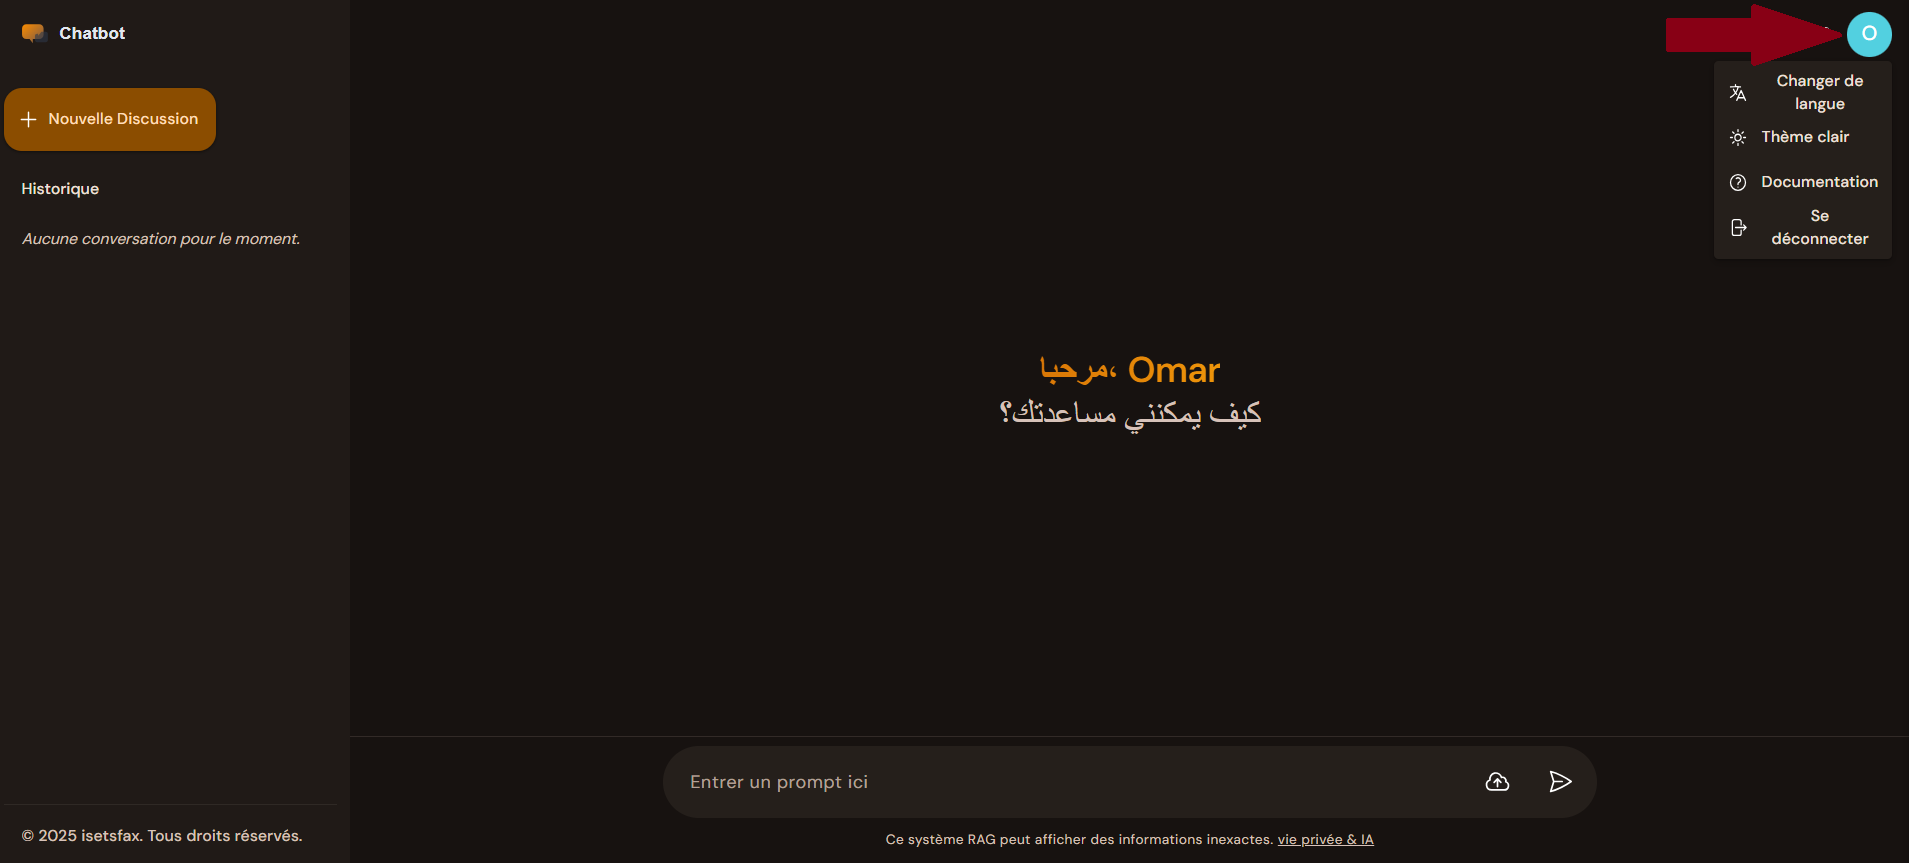 Chatbot
Nouvelle Discussion
Historique
Aucune conversation pour le moment.
© 2025 isetsfax. Tous droits réservés.
O
Changer de
langue
Thème clair
Documentation
Se
déconnecter
مرحبا، Omar
كيف يمكنني مساعدتك؟
Entrer un prompt ici
Ce système RAG peut afficher des informations inexactes. vie privée & IA